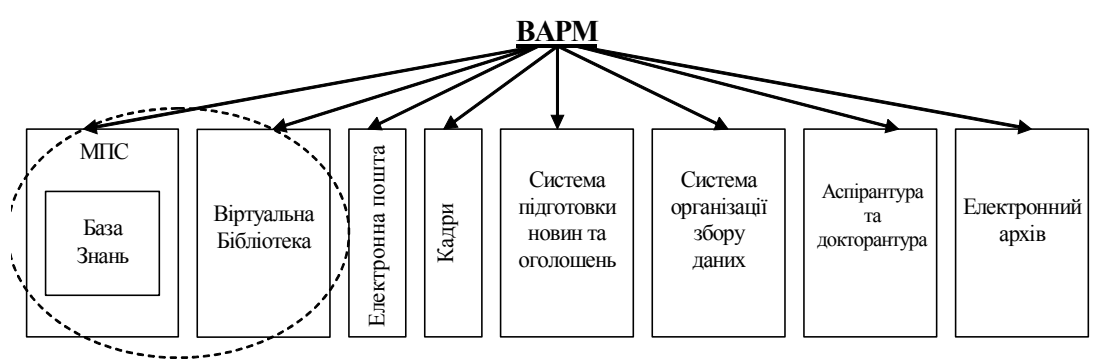 ВАРМ
МПС
База
Знань
Віртуальна
Бібліотека
Електронна пошта
Кадри
Система
підготовки
новин та
оголошень
Система
організації
збору
даних
Аспірантура
та
докторантура
Електронний
архів